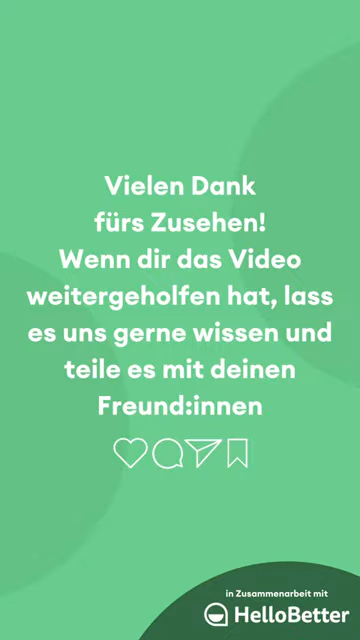 Vielen Dank
fürs Zusehen!
Wenn dir das Video
weitergeholfen hat, lass
es uns gerne wissen und
teile es mit deinen
Freund:innen
in Zusammenarbeit mit
HelloBetter